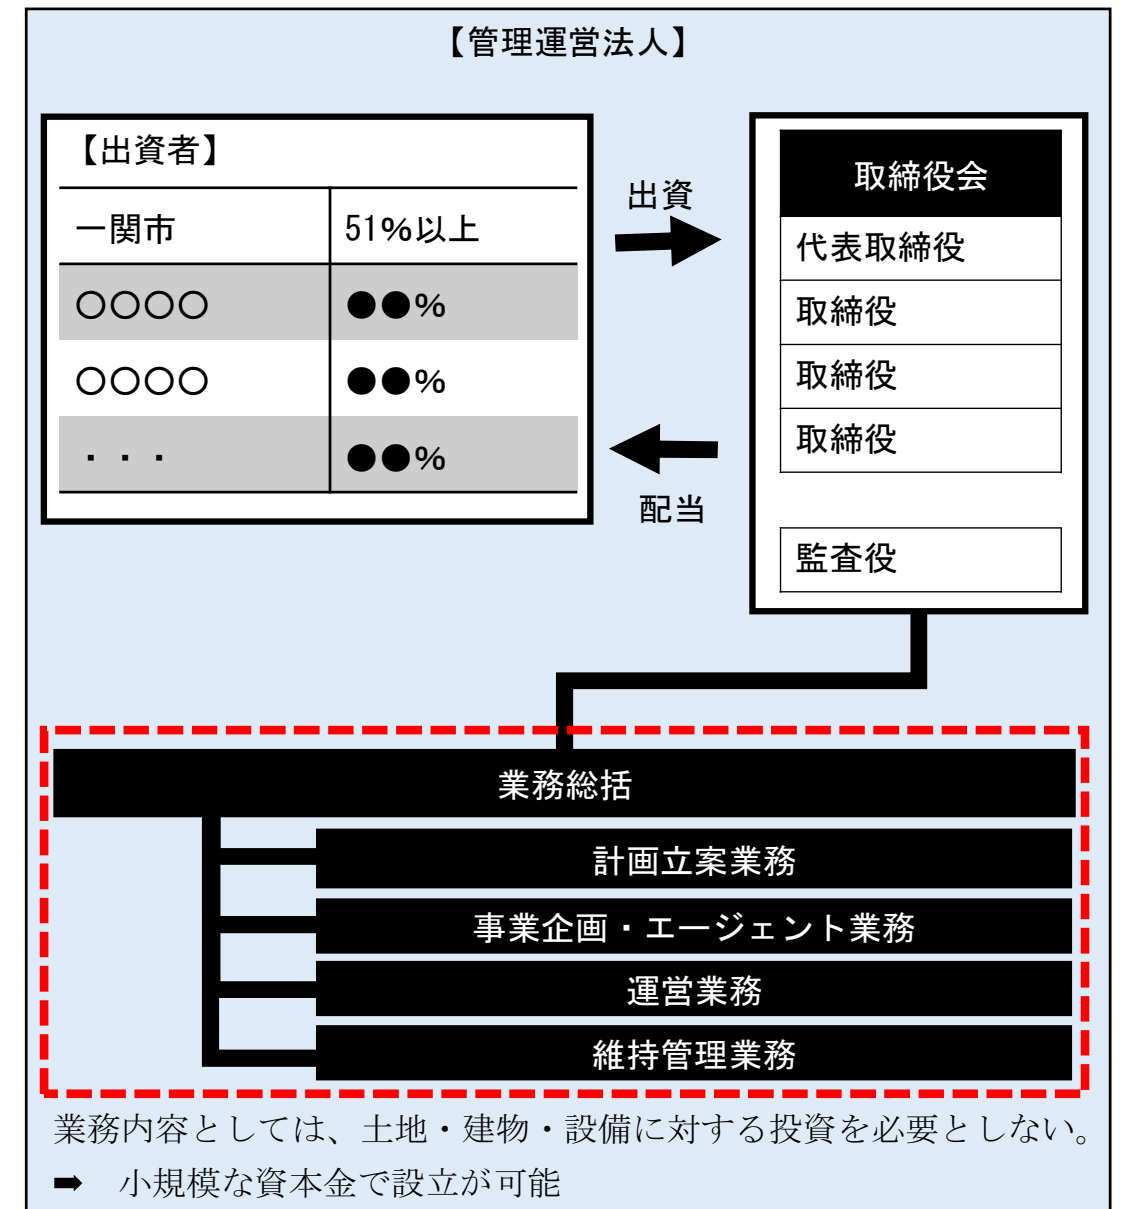 【管理運営法人】
【出資者】
一関市 51%以上
○○○○ ●●%
○○○○ ●●%
・・・ ●●%
出資
配当
取締役会
代表取締役
取締役
取締役
取締役
監査役
業務総括
計画立案業務
事業企画・エージェント業務
運営業務
維持管理業務
業務内容としては、土地・建物・設備に対する投資を必要としない。
➡ 小規模な資本金で設立が可能